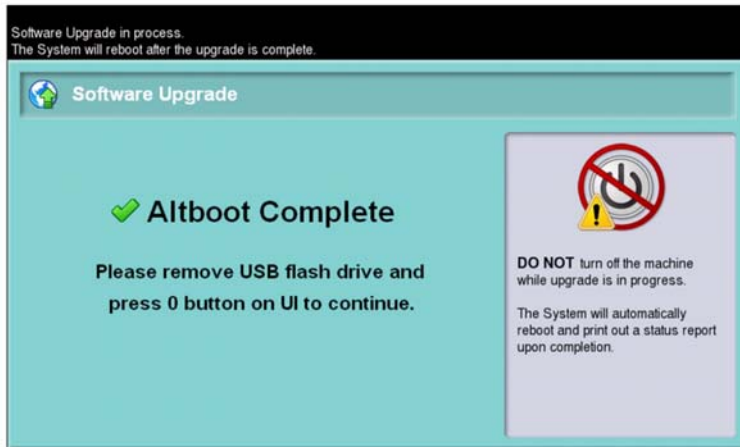 Software Upgrade in process.
The System will reboot after the upgrade is complete.
Software Upgrade
Altboot Complete
Please remove USB flash drive and
press 0 button on UI to continue.
DO NOT turn off the machine
while upgrade is in progress.
The System will automatically
reboot and print out a status report
upon completion.